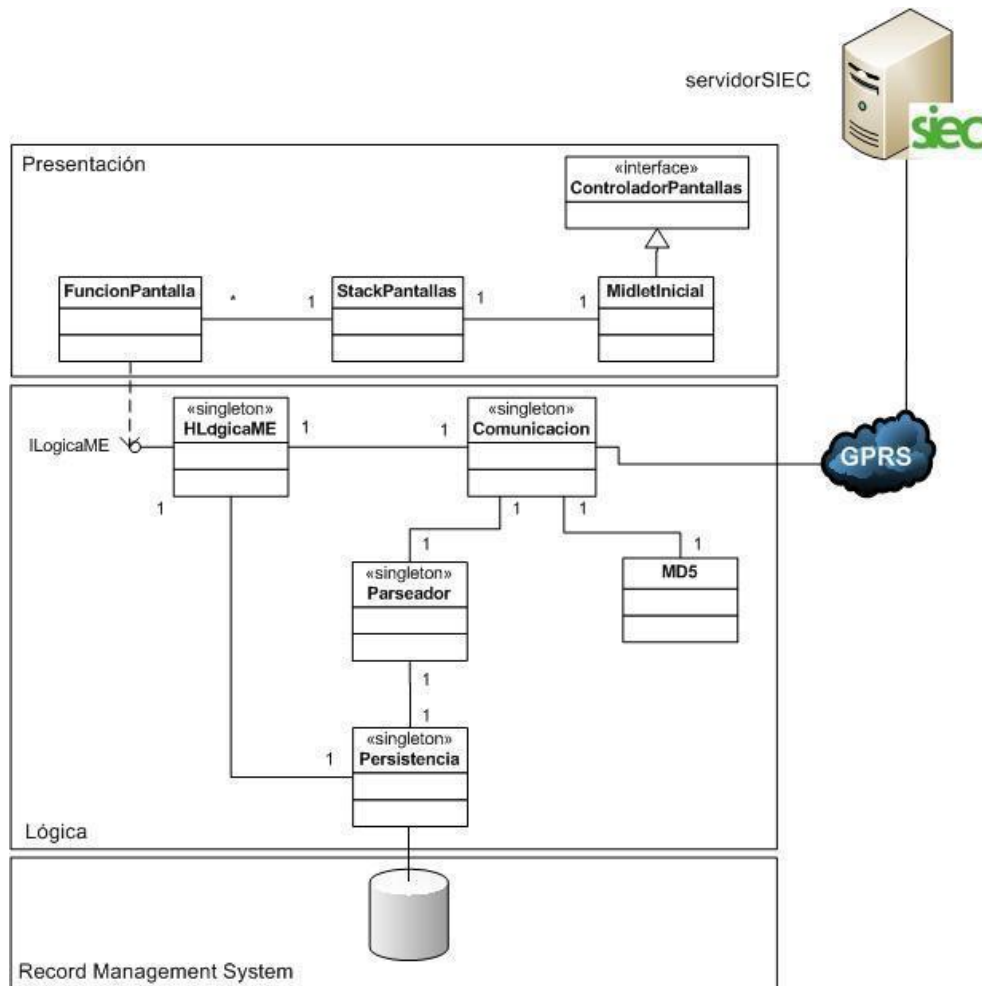 servidorSIEC
siec
Presentación
«interface»
ControladorPantallas
FuncionPantalla
*
1
StackPantallas
1
1
MidletInicial
ILogicaME
«singleton»
HLogicaME
1
1
«singleton»
Comunicacion
GPRS
1
1
1
1
1
«singleton»
Parseador
MD5
1
1
1
«singleton»
Persistencia
Lógica
Record Management System